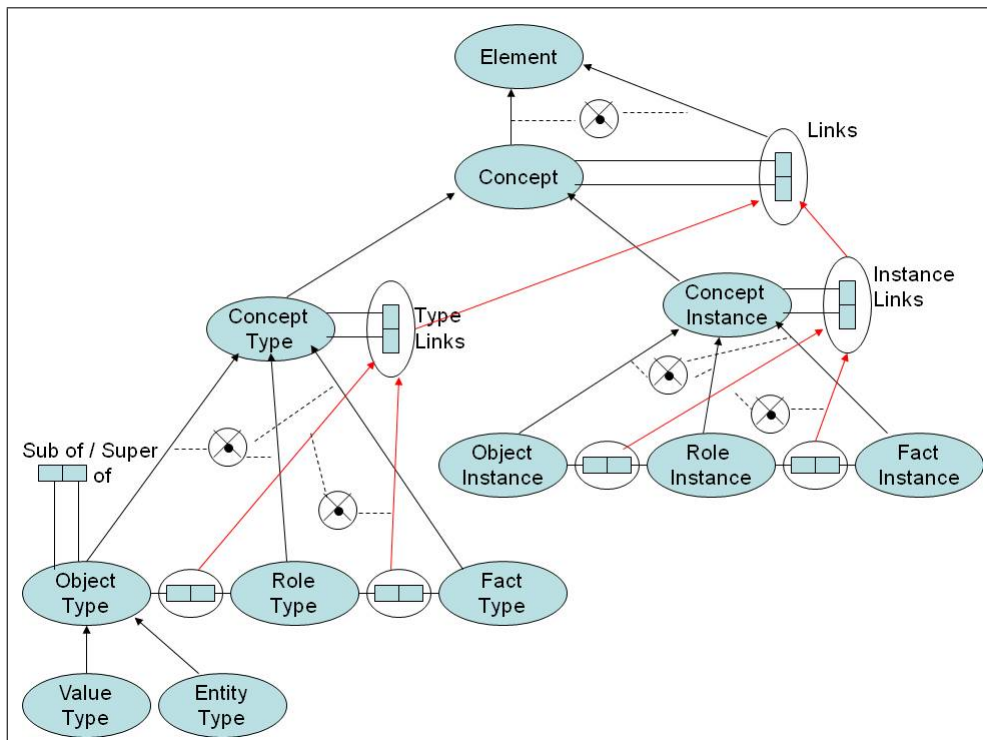 Element
Links
Concept
Instance
Links
Concept
Instance
Concept
Type
Type
Links
Sub of / Super
of
Object
Instance
Role
Instance
Fact
Instance
Object
Type
Role
Type
Fact
Type
Value
Type
Entity
Type